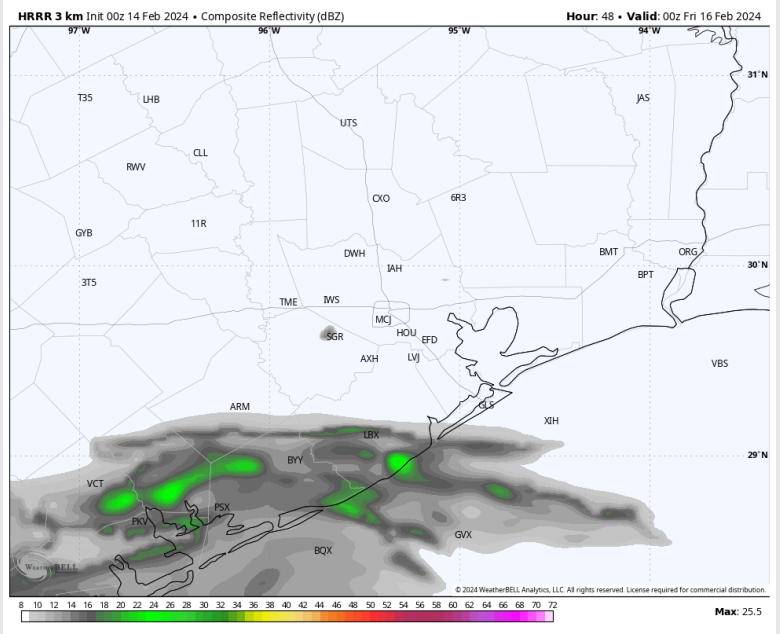 HRRR 3 km Init 00z 14 Feb 2024 • Composite Reflectivity (dBZ) Hour: 48 • Valid: 00z Fri 16 Feb 2024
97°W 96°W 95°W 94°W
31°N
T35 LHB JAS
UTS
CLL
RWV
CXO 6R3
11R
GYB
DWH BMT ORG
IAH 30°N
BPT
3T5
TME IWS
MCJ
HOU
SGR EFD
AXH LVJ VBS
ARM GLS
XIH
LBX
BYY 29°N
VCT
PSX
PKV
GVX
BQX
WeatherBELL
© 2024 WeatherBELL Analytics, LLC. All rights reserved. License required for commercial distribution.
8 10 12 14 16 18 20 22 24 26 28 30 32 34 36 38 40 42 44 46 48 50 52 54 56 58 60 62 64 66 68 70 72
Max: 25.5